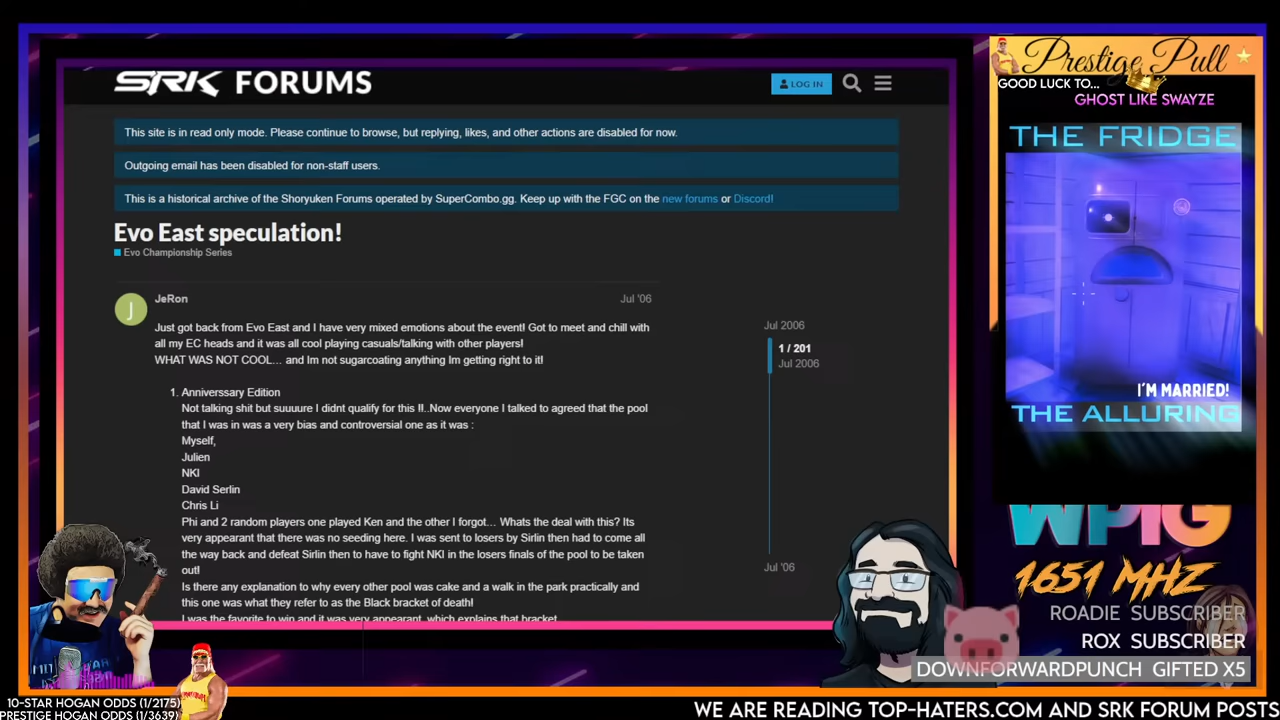 SRK FORUMS
LOG IN
This site is in read only mode. Please continue to browse, but replying, likes, and other actions are disabled for now.
Outgoing email has been disabled for non-staff users.
This is a historical archive of the Shoryuken Forums operated by SuperCombo.gg. Keep up with the FGC on the new forums or Discord!
Evo East speculation!
Evo Championship Series
J
JeRon
Jul '06
Just got back from Evo East and I have very mixed emotions about the event! Got to meet and chill with
all my EC heads and it was all cool playing casuals/talking with other players!
WHAT WAS NOT COOL… and Im not sugarcoating anything Im getting right to it!
1. Anniverssary Edition
Not talking shit but suuuure I didnt qualify for this !!..Now everyone I talked to agreed that the pool
that I was in was a very bias and controversial one as it was :
Myself,
Julien
NKI
David Serlin
Chris Li
Phi and 2 random players one played Ken and the other I forgot… Whats the deal with this? Its
very appearant that there was no seeding here. I was sent to losers by Sirlin then had to come all
the way back and defeat Sirlin then to have to fight NKI in the losers finals of the pool to be taken
out!
Is there any explanation to why every other pool was cake and a walk in the park practically and
this one was what they refer to as the Black bracket of death!
I was the favorite to win and it was very appearant, which explains that bracket
Jul 2006
1 / 201
Jul 2006
Jul '06
Prestige Pull
GOOD LUCK TO...
GHOST LIKE SWAYZE
THE FRIDGE
I'M MARRIED!
THE ALLURING
WPIG
1651 MHZ
ROADIE SUBSCRIBER
ROX SUBSCRIBER
DOWNFORWARDPUNCH GIFTED X5
10-STAR HOGAN ODDS (1/2175)
PRESTIGE HOGAN ODDS (1/3639)
WE ARE READING TOP-HATERS.COM AND SRK FORUM POSTS